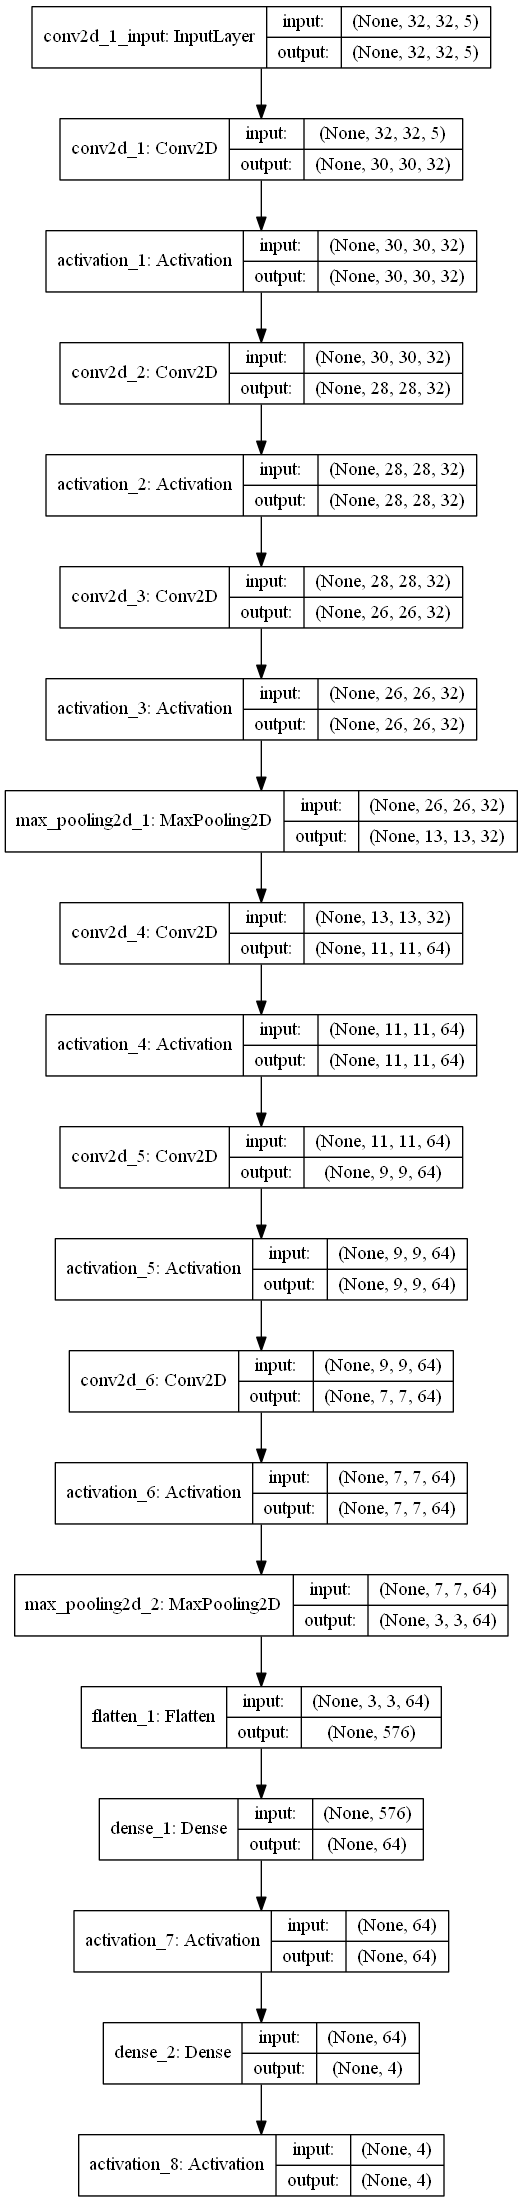 conv2d_1_input: InputLayer
input: (None, 32, 32, 5)
output: (None, 32, 32, 5)
conv2d_1: Conv2D
input: (None, 32, 32, 5)
output: (None, 30, 30, 32)
activation_1: Activation
input: (None, 30, 30, 32)
output: (None, 30, 30, 32)
conv2d_2: Conv2D
input: (None, 30, 30, 32)
output: (None, 28, 28, 32)
activation_2: Activation
input: (None, 28, 28, 32)
output: (None, 28, 28, 32)
conv2d_3: Conv2D
input: (None, 28, 28, 32)
output: (None, 26, 26, 32)
activation_3: Activation
input: (None, 26, 26, 32)
output: (None, 26, 26, 32)
max_pooling2d_1: MaxPooling2D
input: (None, 26, 26, 32)
output: (None, 13, 13, 32)
conv2d_4: Conv2D
input: (None, 13, 13, 32)
output: (None, 11, 11, 64)
activation_4: Activation
input: (None, 11, 11, 64)
output: (None, 11, 11, 64)
conv2d_5: Conv2D
input: (None, 11, 11, 64)
output: (None, 9, 9, 64)
activation_5: Activation
input: (None, 9, 9, 64)
output: (None, 9, 9, 64)
conv2d_6: Conv2D
input: (None, 9, 9, 64)
output: (None, 7, 7, 64)
activation_6: Activation
input: (None, 7, 7, 64)
output: (None, 7, 7, 64)
max_pooling2d_2: MaxPooling2D
input: (None, 7, 7, 64)
output: (None, 3, 3, 64)
flatten_1: Flatten
input: (None, 3, 3, 64)
output: (None, 576)
dense_1: Dense
input: (None, 576)
output: (None, 64)
activation_7: Activation
input: (None, 64)
output: (None, 64)
dense_2: Dense
input: (None, 64)
output: (None, 4)
activation_8: Activation
input: (None, 4)
output: (None, 4)